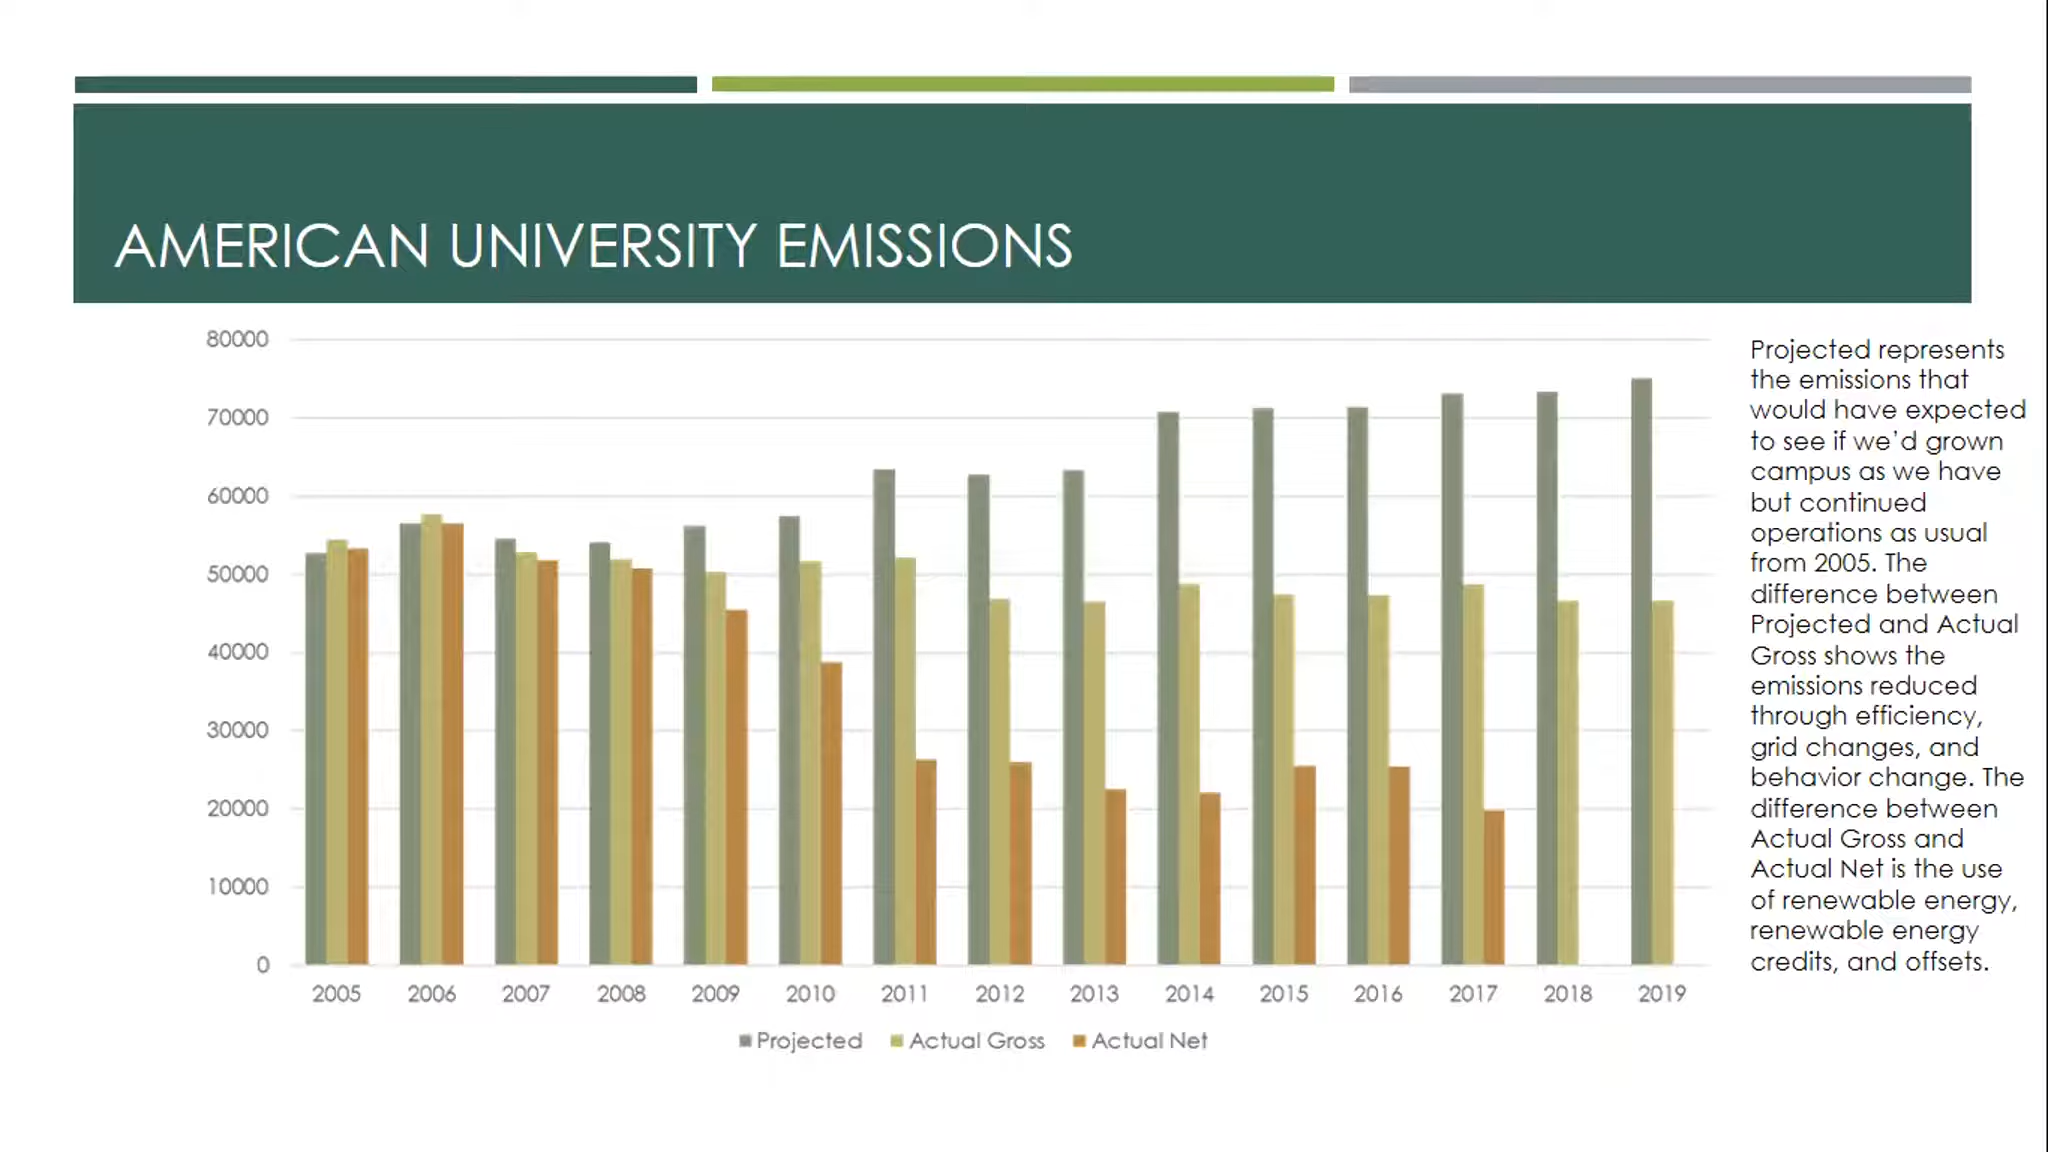 AMERICAN UNIVERSITY EMISSIONS
80000
70000
60000
50000
40000
30000
20000
10000
0
2005 2006 2007 2008 2009 2010 2011 2012 2013 2014 2015 2016 2017 2018 2019
Projected Actual Gross Actual Net
Projected represents
the emissions that
would have expected
to see if we'd grown
campus as we have
but continued
operations as usual
from 2005. The
difference between
Projected and Actual
Gross shows the
emissions reduced
through efficiency,
grid changes, and
behavior change. The
difference between
Actual Gross and
Actual Net is the use
of renewable energy,
renewable energy
credits, and offsets.